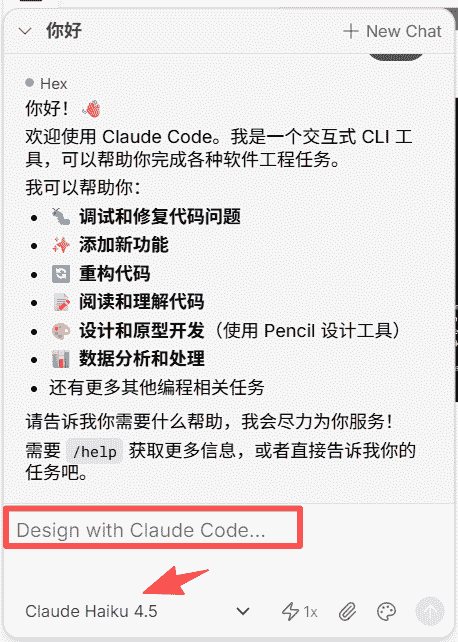 你好
New Chat
Hex
你好！
欢迎使用 Claude Code。我是一个交互式 CLI 工
具，可以帮助你完成各种软件工程任务。
我可以帮助你：
调试和修复代码问题
添加新功能
重构代码
阅读和理解代码
设计和原型开发（使用 Pencil 设计工具）
数据分析和处理
还有更多其他编程相关任务
请告诉我你需要什么帮助，我会尽力为你服务！
需要 /help 获取更多信息，或者直接告诉我你的
任务吧。
Design with Claude Code...
Claude Haiku 4.5
1x